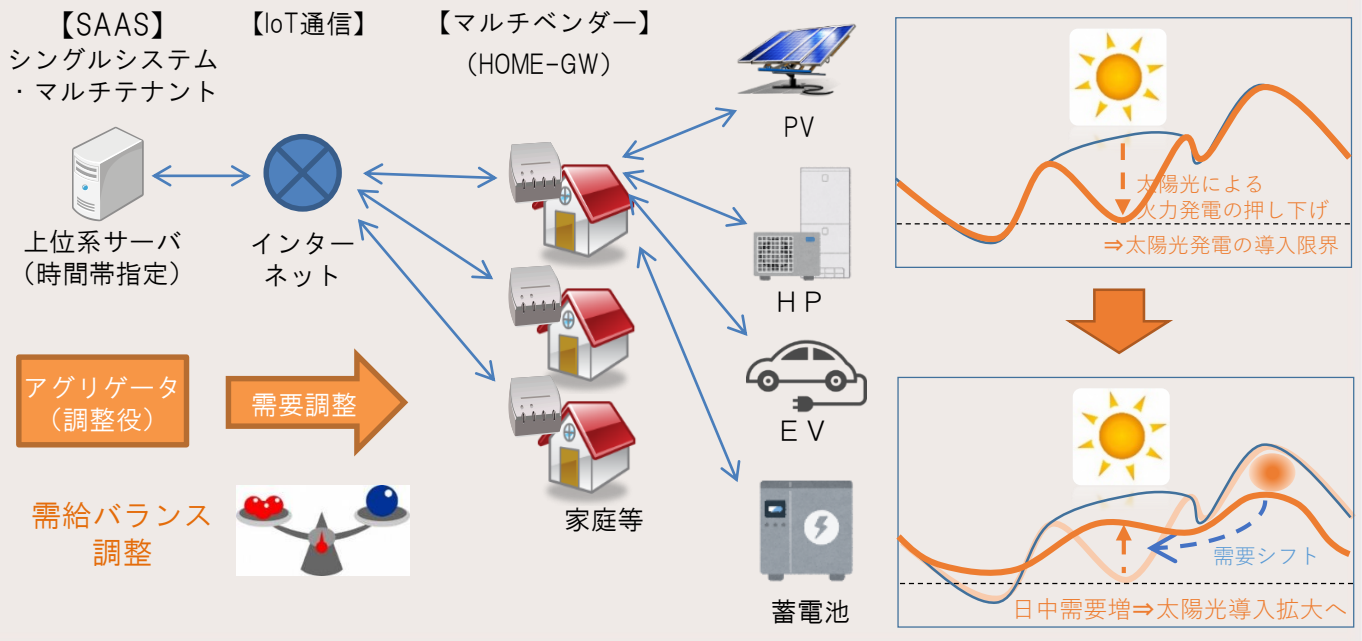 【SAAS】
シングルシステム
・マルチテナント
【IoT通信】
【マルチベンダー】
(HOME-GW)
上位系サーバ
(時間帯指定)
インター
ネット
家庭等
PV
ＨＰ
ＥＶ
蓄電池
アグリゲータ
(調整役)
需要調整
需給バランス
調整
太陽光による
火力発電の押し下げ
⇒太陽光発電の導入限界
需要シフト
日中需要増⇒太陽光導入拡大へ